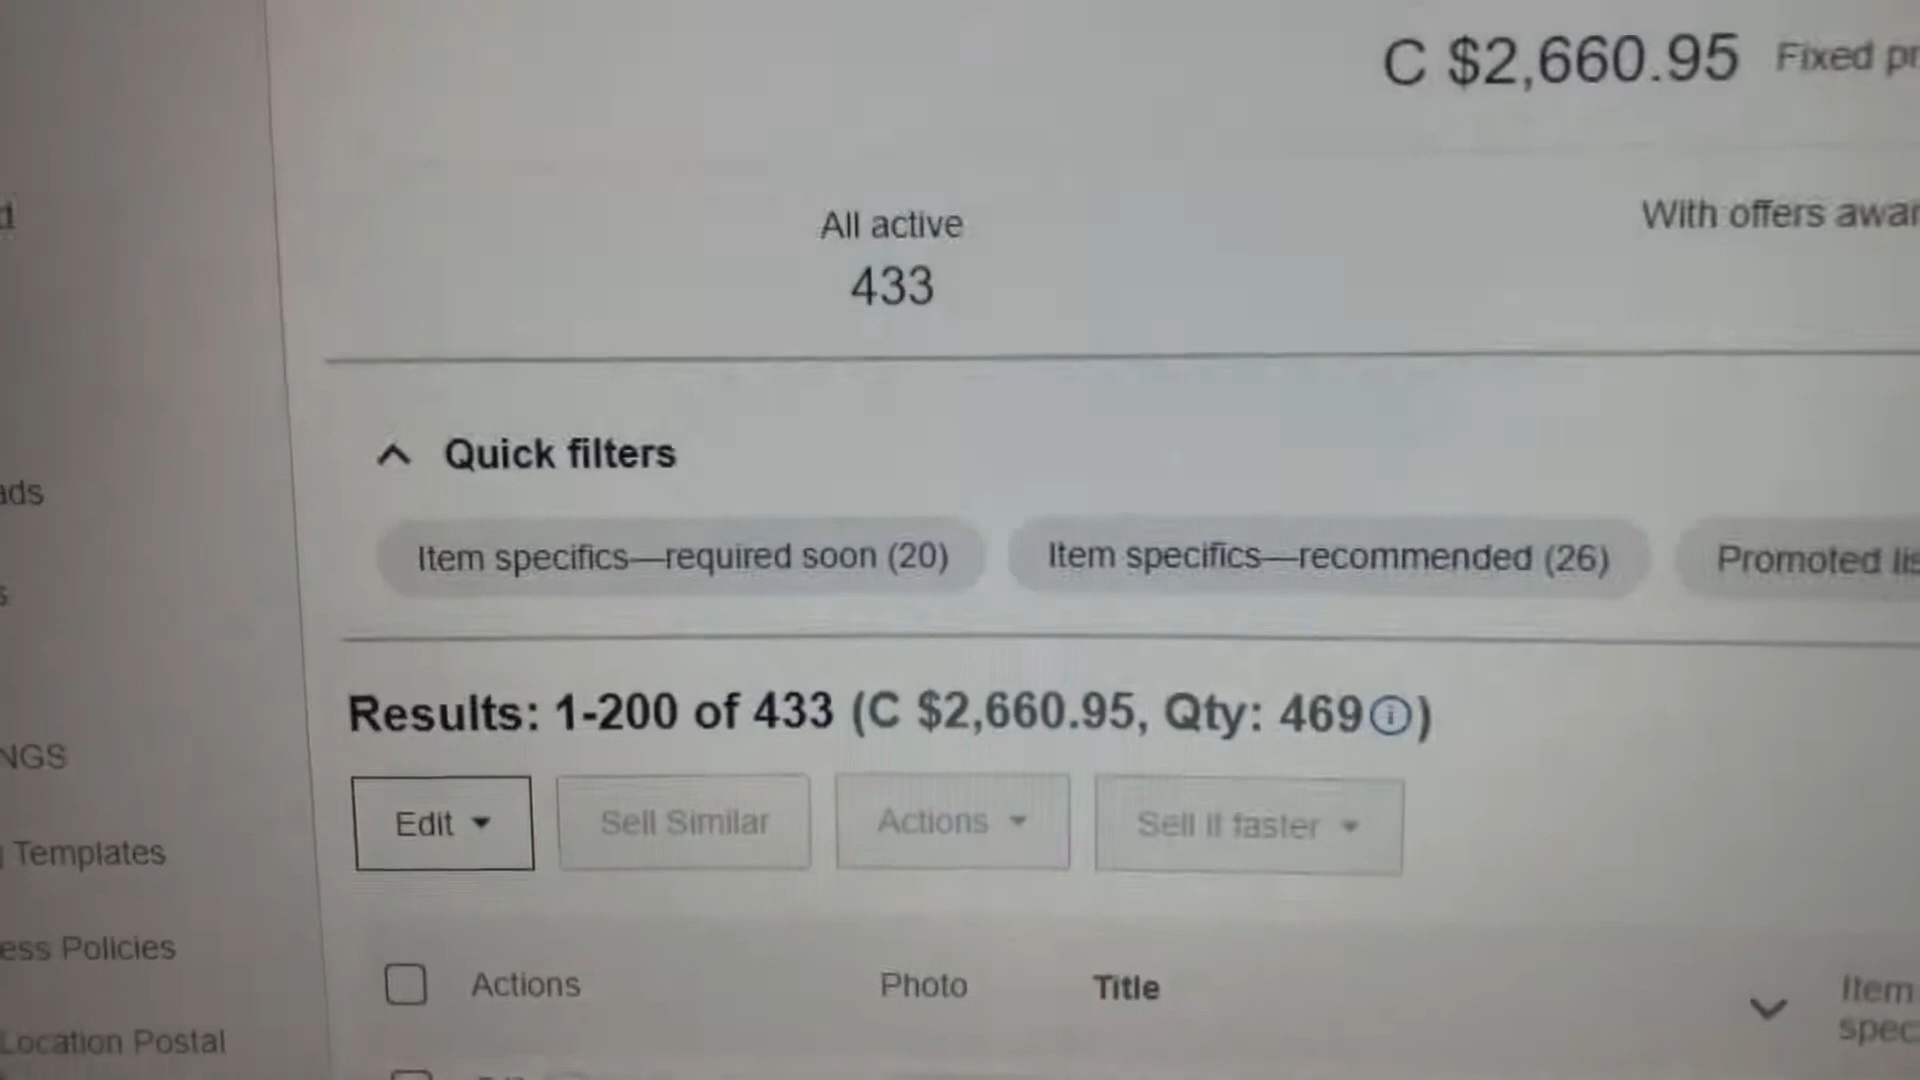 C $2,660.95 Fixed pr
d
All active
With offers awar
433
Quick filters
ads
Item specifics—required soon (20)
Item specifics—recommended (26)
Promoted lis
s
Results: 1-200 of 433 (C $2,660.95, Qty: 469ⓘ)
NGS
Edit
Sell Similar
Actions
Sell it faster
Templates
ess Policies
Actions
Photo
Title
Item
spec
Location Postal